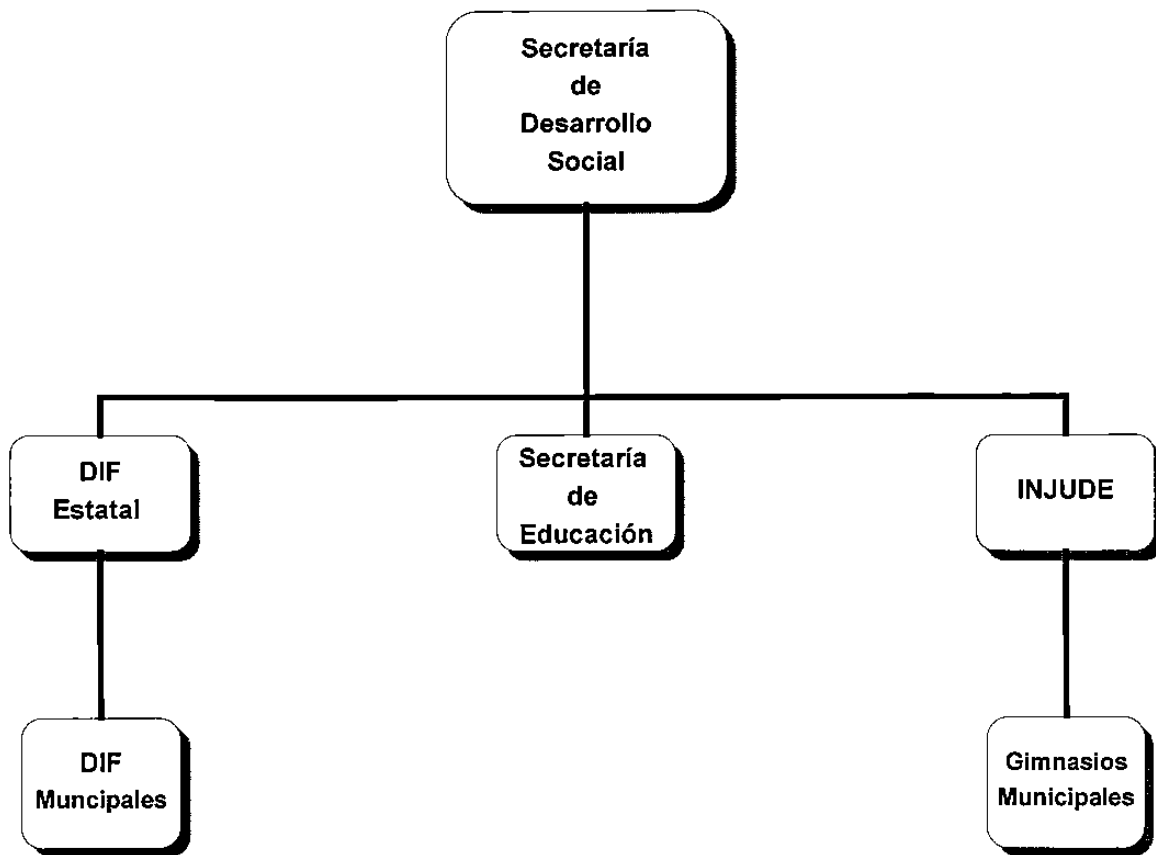 Secretaría
de
Desarrollo
Social
DIF
Estatal
Secretaría
de
Educación
INJUDE
DIF
Muncipales
Gimnasios
Municipales